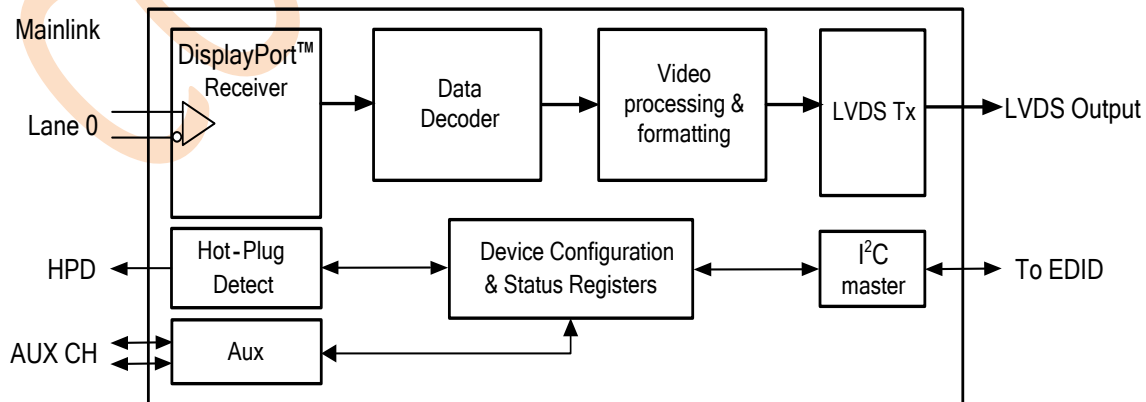 Mainlink
DisplayPort™
Receiver
Lane 0
Data
Decoder
Video
processing &
formatting
LVDS Tx
LVDS Output
HPD
Hot-Plug
Detect
Device Configuration
& Status Registers
I²C
master
To EDID
AUX CH
Aux